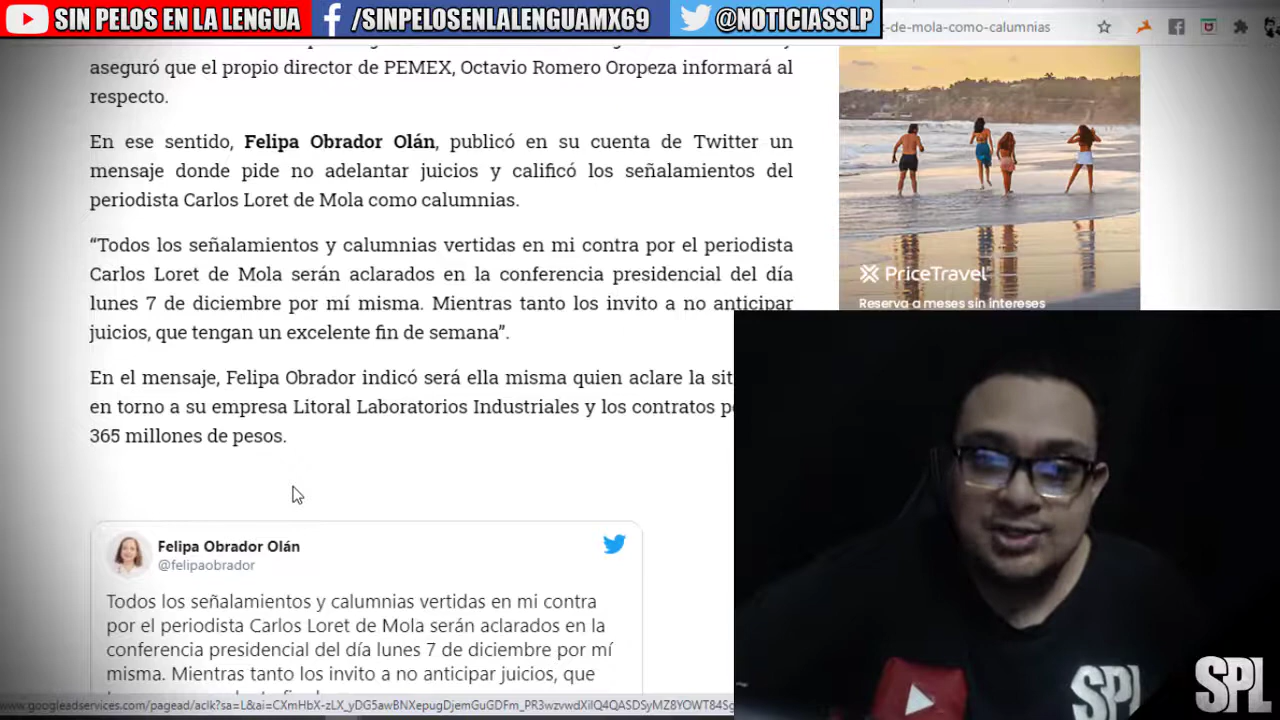 SIN PELOS EN LA LENGUA
/SINPELOSENLALENGUAMX69
@NOTICIASSLP
-de-mola-como-calumnias
aseguró que el propio director de PEMEX, Octavio Romero Oropeza informará al
respecto.
En ese sentido, Felipa Obrador Olán, publicó en su cuenta de Twitter un
mensaje donde pide no adelantar juicios y calificó los señalamientos del
periodista Carlos Loret de Mola como calumnias.
“Todos los señalamientos y calumnias vertidas en mi contra por el periodista
Carlos Loret de Mola serán aclarados en la conferencia presidencial del día
lunes 7 de diciembre por mí misma. Mientras tanto los invito a no anticipar
juicios, que tengan un excelente fin de semana”.
En el mensaje, Felipa Obrador indicó será ella misma quien aclare la sit
en torno a su empresa Litoral Laboratorios Industriales y los contratos p
365 millones de pesos.
PriceTravel
Reserva a meses sin intereses
Felipa Obrador Olán
@felipaobrador
Todos los señalamientos y calumnias vertidas en mi contra
por el periodista Carlos Loret de Mola serán aclarados en la
conferencia presidencial del día lunes 7 de diciembre por mí
misma. Mientras tanto los invito a no anticipar juicios, que
SPL
SPL